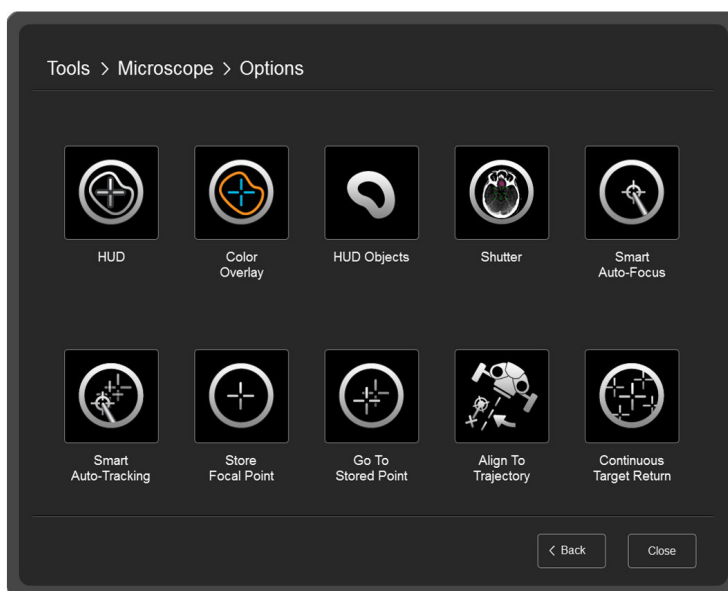 Tools > Microscope > Options
HUD
Color
Overlay
HUD Objects
Shutter
Smart
Auto-Focus
Smart
Auto-Tracking
Store
Focal Point
Go To
Stored Point
Align To
Trajectory
Continuous
Target Return
< Back
Close